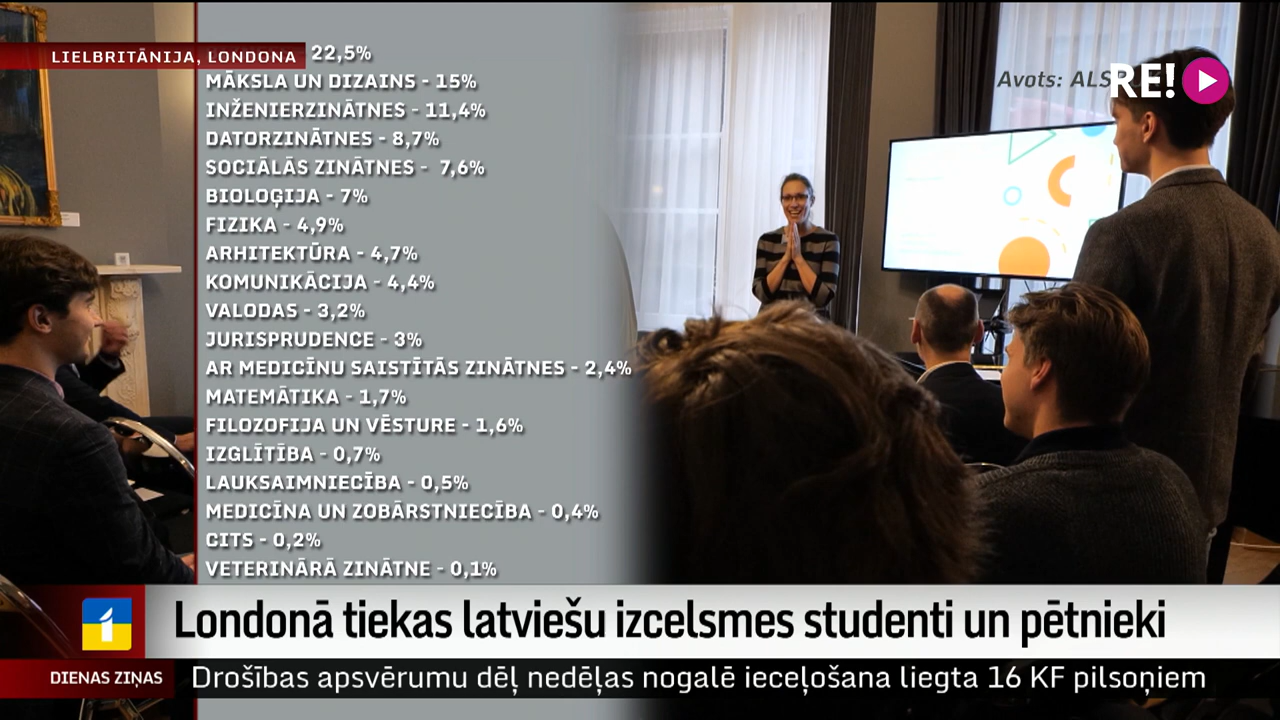 LIELBRITĀNIJA, LONDONA
22,5%
MĀKSLA UN DIZAINS - 15%
INŽENIERZINĀTNES - 11,4%
DATORZINĀTNES - 8,7%
SOCIĀLĀS ZINĀTNES - 7,6%
BIOLOĢIJA - 7%
FIZIKA - 4,9%
ARHITEKTŪRA - 4,7%
KOMUNIKĀCIJA - 4,4%
VALODAS - 3,2%
JURISPRUDENCE - 3%
AR MEDICĪNU SAISTĪTĀS ZINĀTNES - 2,4%
MATEMĀTIKA - 1,7%
FILOZOFIJA UN VĒSTURE - 1,6%
IZGLĪTĪBA - 0,7%
LAUKSAIMNIECĪBA - 0,5%
MEDICĪNA UN ZOBĀRSTNIECĪBA - 0,4%
CITS - 0,2%
VETERINĀRĀ ZINĀTNE - 0,1%
Avots:
RE!
1
Londonā tiekas latviešu izcelsmes studenti un pētnieki
DIENAS ZIŅAS
Drošības apsvērumu dēļ nedēļas nogalē ieceļošana liegta 16 KF pilsoņiem